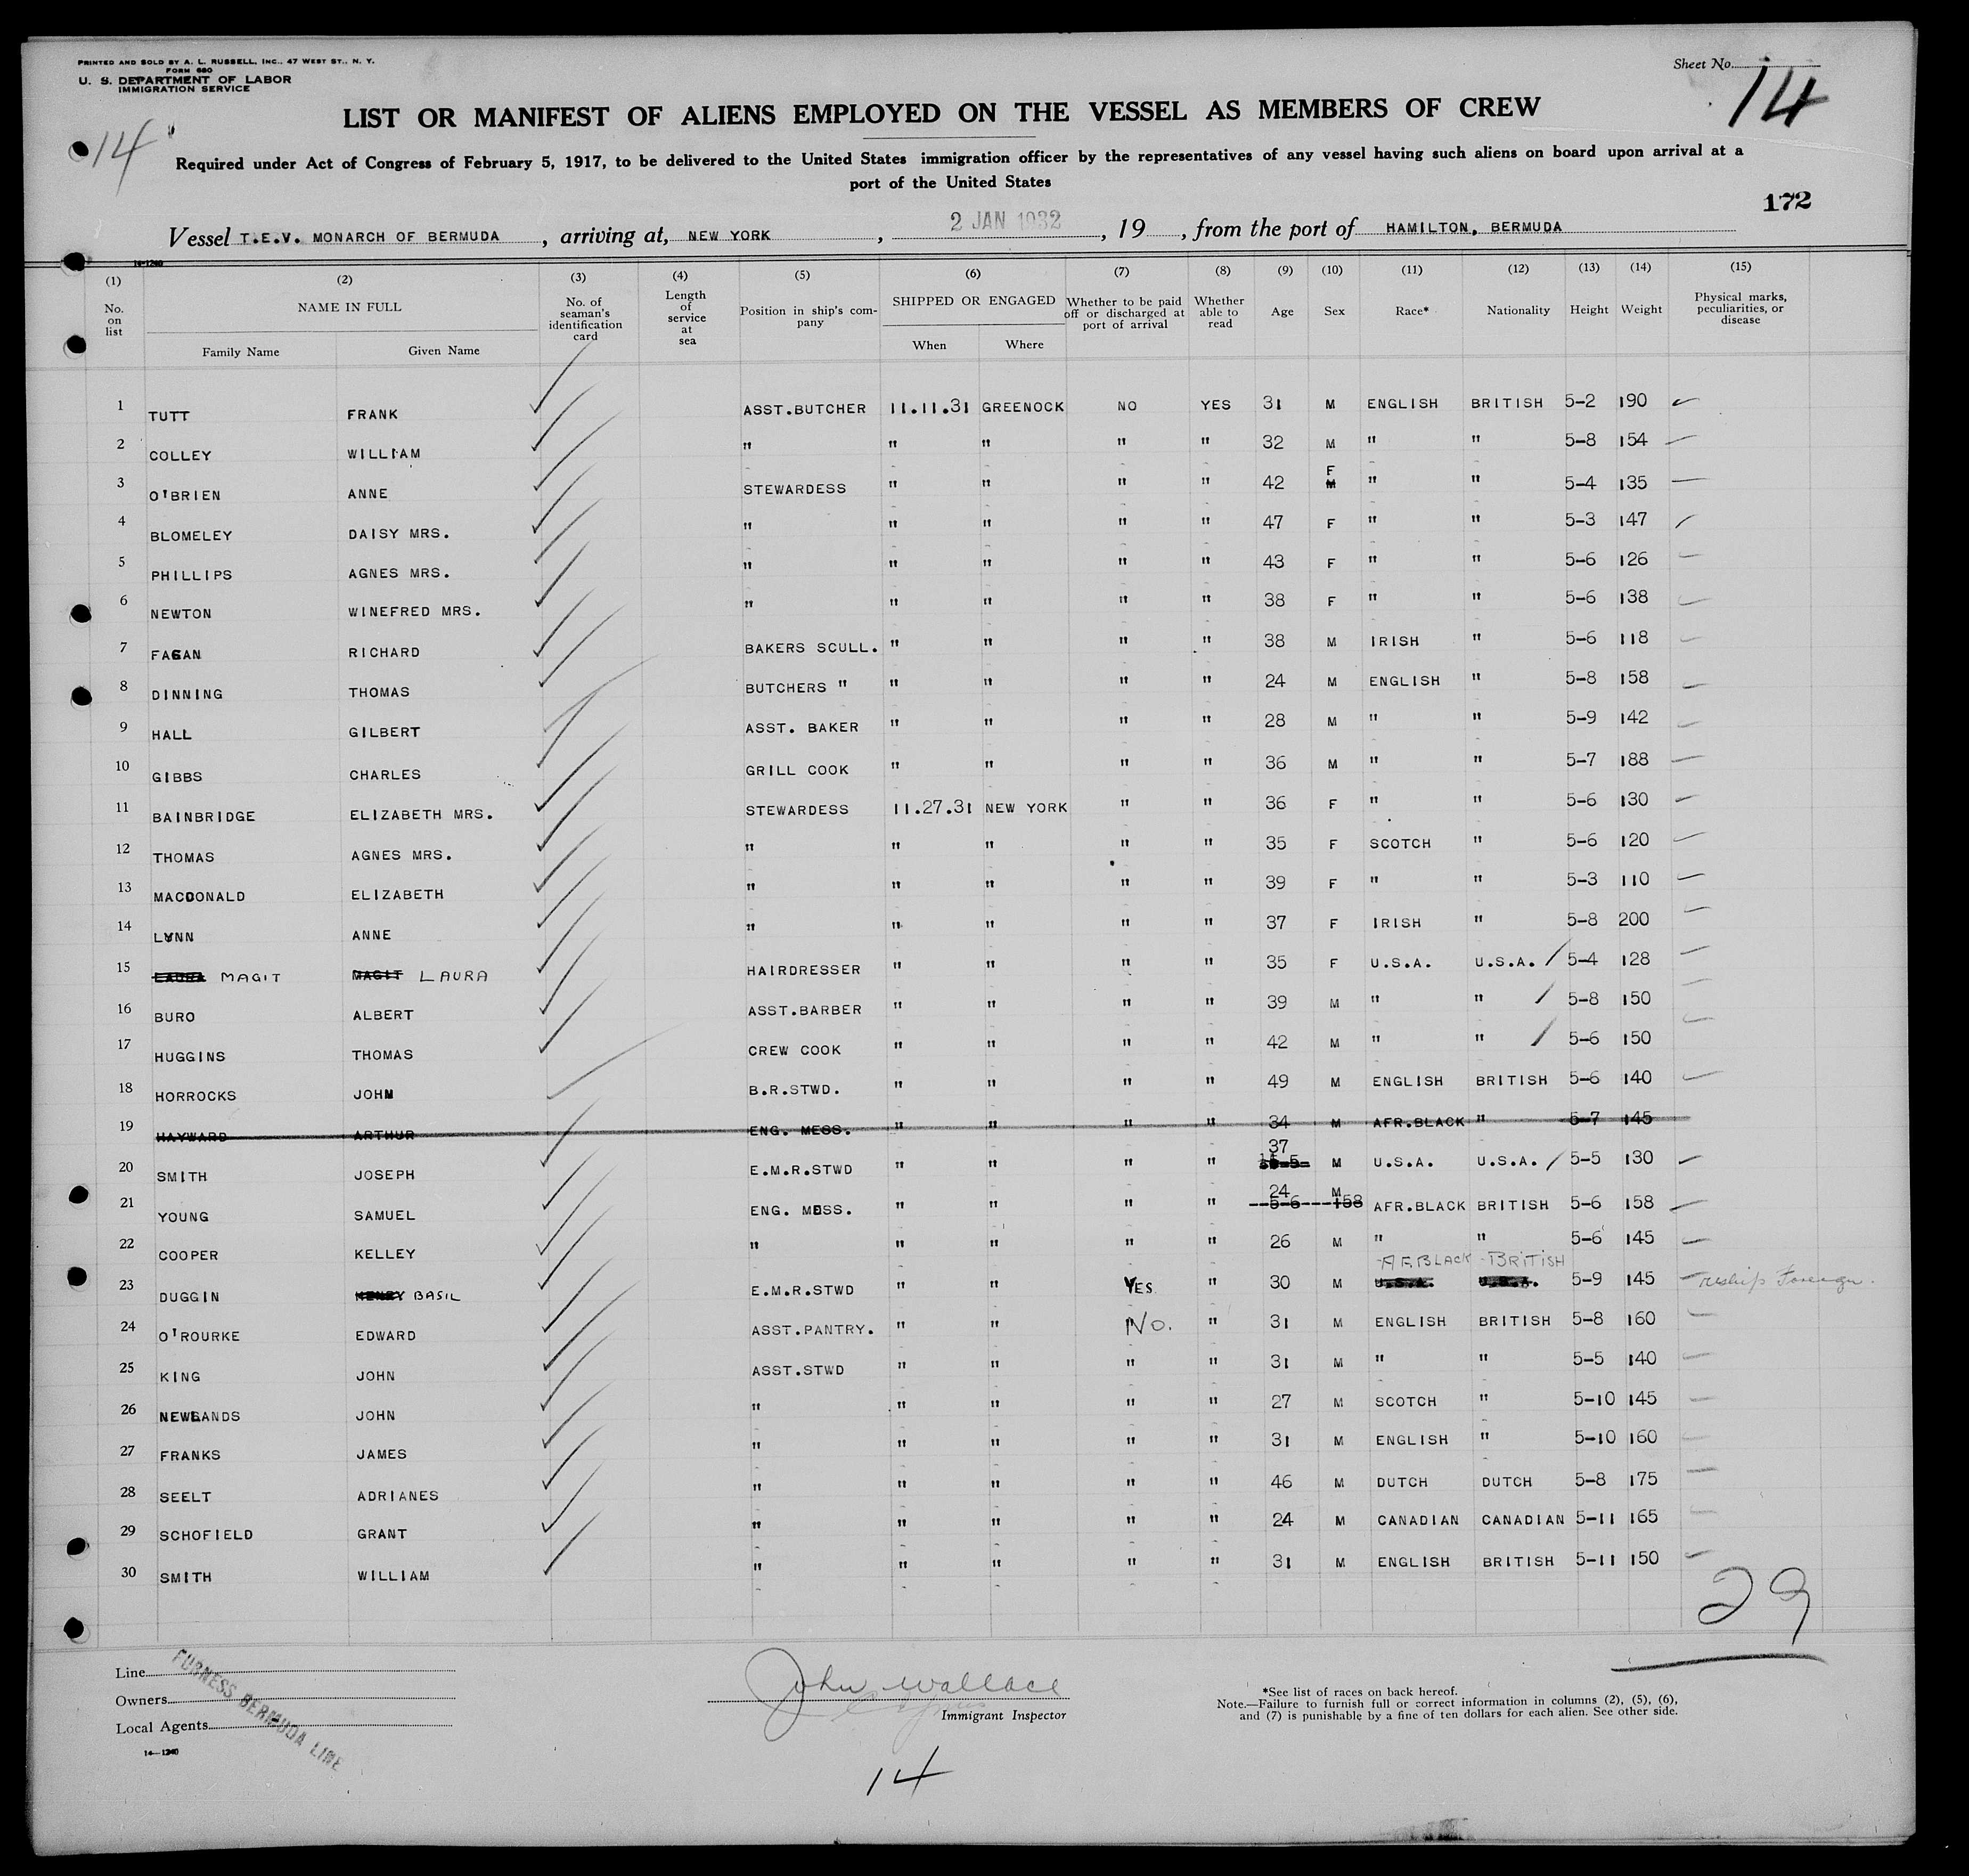 PRINTED AND SOLD BY A. L. RUSSELL, INC., 47 WEST ST., N. Y.
FORM 680
U. S. DEPARTMENT OF LABOR
IMMIGRATION SERVICE
Sheet No. 14
14
LIST OR MANIFEST OF ALIENS EMPLOYED ON THE VESSEL AS MEMBERS OF CREW
Required under Act of Congress of February 5, 1917, to be delivered to the United States immigration officer by the representatives of any vessel having such aliens on board upon arrival at a
port of the United States
172
Vessel T.E.V. MONARCH OF BERMUDA, arriving at, NEW YORK, 2 JAN 1932, 19, from the port of HAMILTON, BERMUDA
14-1240
(1) (2) (3) (4) (5) (6) (7) (8) (9) (10) (11) (12) (13) (14) (15)
No. on list NAME IN FULL Family Name Given Name No. of seaman's identification card Length of service at sea Position in ship's company SHIPPED OR ENGAGED When Where Whether to be paid off or discharged at port of arrival Whether able to read Age Sex Race* Nationality Height Weight Physical marks, peculiarities, or disease
1 TUTT FRANK ASST.BUTCHER 11.11.31 GREENOCK NO YES 31 M ENGLISH BRITISH 5-2 190
2 COLLEY WILLIAM " " " " " 32 M " " 5-8 154
3 O'BRIEN ANNE STEWARDESS " " " " 42 F M " " 5-4 135
4 BLOMELEY DAISY MRS. " " " " " 47 F " " 5-3 147
5 PHILLIPS AGNES MRS. " " " " " 43 F " " 5-6 126
6 NEWTON WINEFRED MRS. " " " " " 38 F " " 5-6 138
7 FAGAN RICHARD BAKERS SCULL. " " " " 38 M IRISH " 5-6 118
8 DINNING THOMAS BUTCHERS " " " " " 24 M ENGLISH " 5-8 158
9 HALL GILBERT ASST. BAKER " " " " 28 M " " 5-9 142
10 GIBBS CHARLES GRILL COOK " " " " 36 M " " 5-7 188
11 BAINBRIDGE ELIZABETH MRS. STEWARDESS 11.27.31 NEW YORK " " 36 F " " 5-6 130
12 THOMAS AGNES MRS. " " " " " 35 F SCOTCH " 5-6 120
13 MACDONALD ELIZABETH " " " " " 39 F " " 5-3 110
14 LYNN ANNE " " " " " 37 F IRISH " 5-8 200
15 LAURA MAGIT MAGIT LAURA HAIRDRESSER " " " " 35 F U.S.A. U.S.A. 5-4 128
16 BURO ALBERT ASST.BARBER " " " " 39 M " " 5-8 150
17 HUGGINS THOMAS CREW COOK " " " " 42 M " " 5-6 150
18 HORROCKS JOHN B.R.STWD. " " " " 49 M ENGLISH BRITISH 5-6 140
19 HAYWARD ARTHUR ENG. MESS. " " " " 34 M AFR.BLACK " 5-7 145
20 SMITH JOSEPH E.M.R.STWD " " " " 37 M U.S.A. U.S.A. 5-5 130
21 YOUNG SAMUEL ENG. MESS. " " " " 24 5-6 M 158 AFR.BLACK BRITISH 5-6 158
22 COOPER KELLEY " " " " " 26 M " " 5-6 145
23 DUGGIN HENRY BASIL E.M.R.STWD " " YES " 30 M AF.BLACK U.S.A. BRITISH U.S.A. 5-9 145 reship Foreign.
24 O'ROURKE EDWARD ASST.PANTRY. " " No. " 31 M ENGLISH BRITISH 5-8 160
25 KING JOHN ASST.STWD " " " " 31 M " " 5-5 140
26 NEWLANDS JOHN " " " " " 27 M SCOTCH " 5-10 145
27 FRANKS JAMES " " " " " 31 M ENGLISH " 5-10 160
28 SEELT ADRIANES " " " " " 46 M DUTCH DUTCH 5-8 175
29 SCHOFIELD GRANT " " " " " 24 M CANADIAN CANADIAN 5-11 165
30 SMITH WILLIAM " " " " " 31 M ENGLISH BRITISH 5-11 150
29
Line
Owners
Local Agents
FURNESS BERMUDA LINE
14-1240
John Wallace
Immigrant Inspector
*See list of races on back hereof.
Note.—Failure to furnish full or correct information in columns (2), (5), (6),
and (7) is punishable by a fine of ten dollars for each alien. See other side.
14